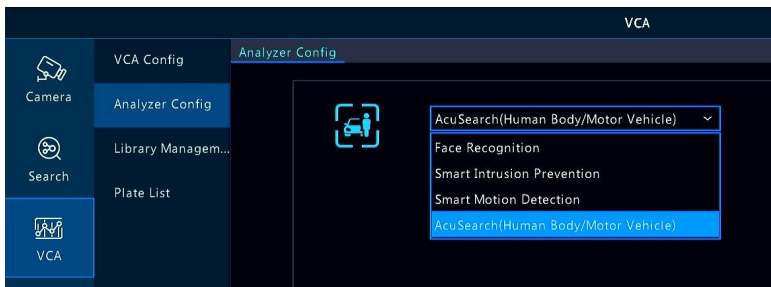 VCA
Camera
Search
VCA
VCA Config
Analyzer Config
Library Managem...
Plate List
Analyzer Config
AcuSearch(Human Body/Motor Vehicle)
Face Recognition
Smart Intrusion Prevention
Smart Motion Detection
AcuSearch(Human Body/Motor Vehicle)